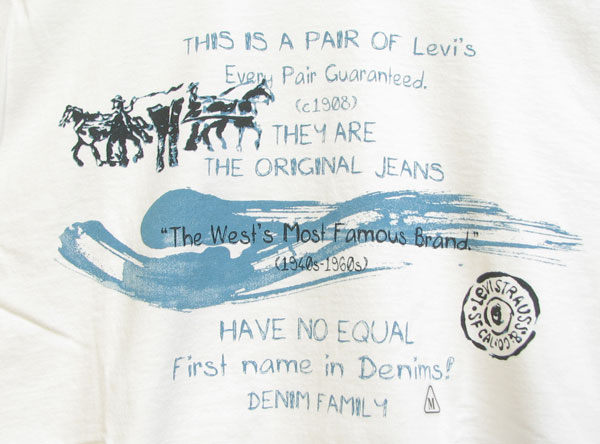 THIS IS A PAIR OF Levi's
Every Pair Guaranteed.
(c1908)
THEY ARE
THE ORIGINAL JEANS
"The West's Most Famous Brand."
(1940s-1960s)
HAVE NO EQUAL
First name in Denims!
DENIM FAMILY
M
LEVI STRAUSS & CO. S.F. CAL